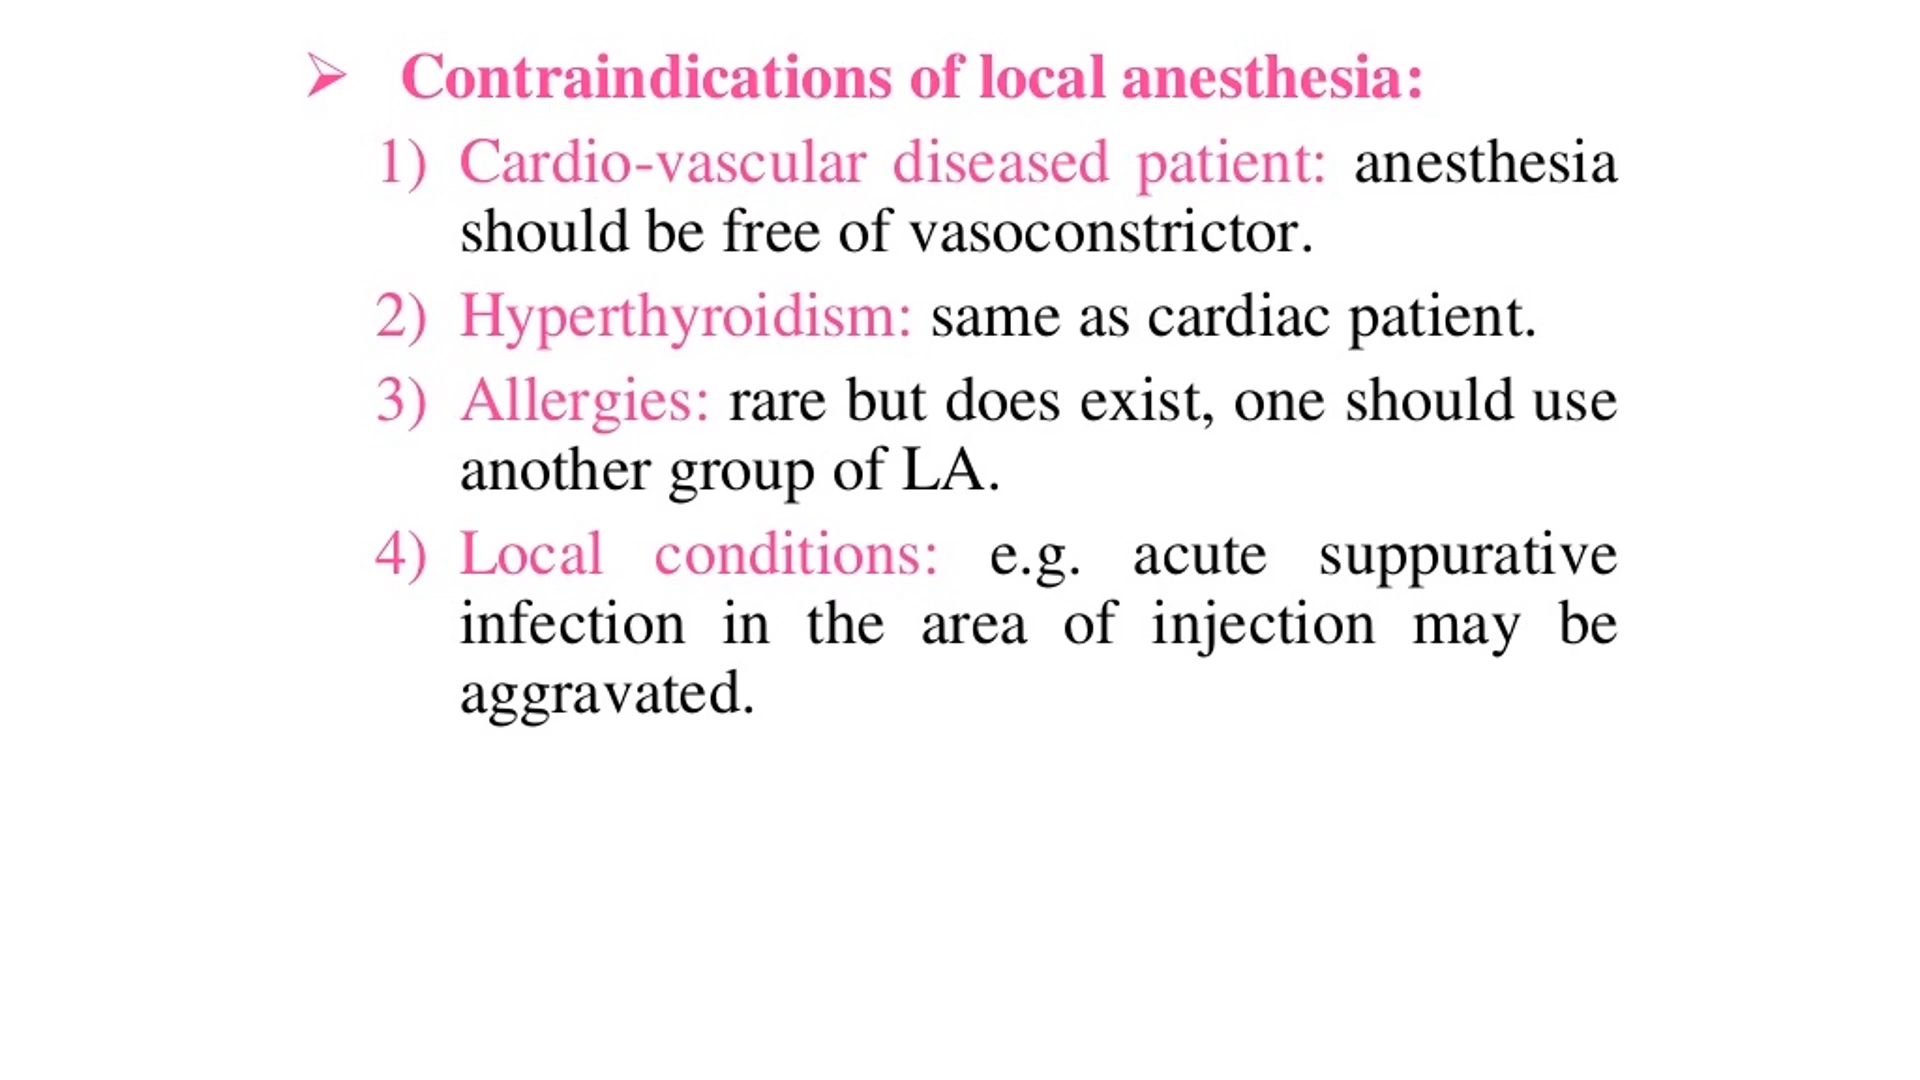 ➢ Contraindications of local anesthesia:
1) Cardio-vascular diseased patient: anesthesia
should be free of vasoconstrictor.
2) Hyperthyroidism: same as cardiac patient.
3) Allergies: rare but does exist, one should use
another group of LA.
4) Local conditions: e.g. acute suppurative
infection in the area of injection may be
aggravated.